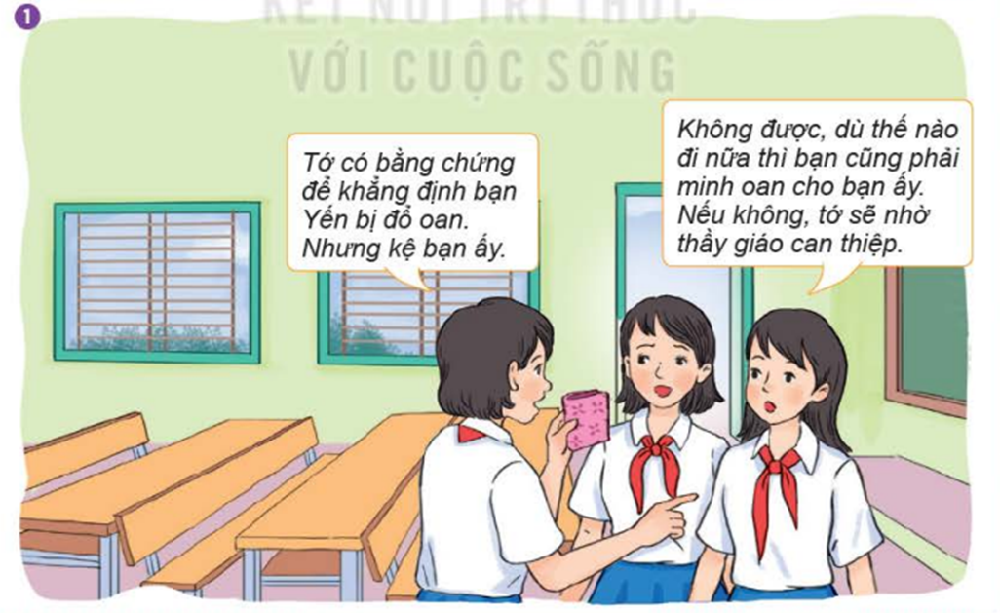 1
KẾT NỐI TRI THỨC
VỚI CUỘC SỐNG
Tớ có bằng chứng
để khẳng định bạn
Yến bị đổ oan.
Nhưng kệ bạn ấy.
Không được, dù thế nào
đi nữa thì bạn cũng phải
minh oan cho bạn ấy.
Nếu không, tớ sẽ nhờ
thầy giáo can thiệp.